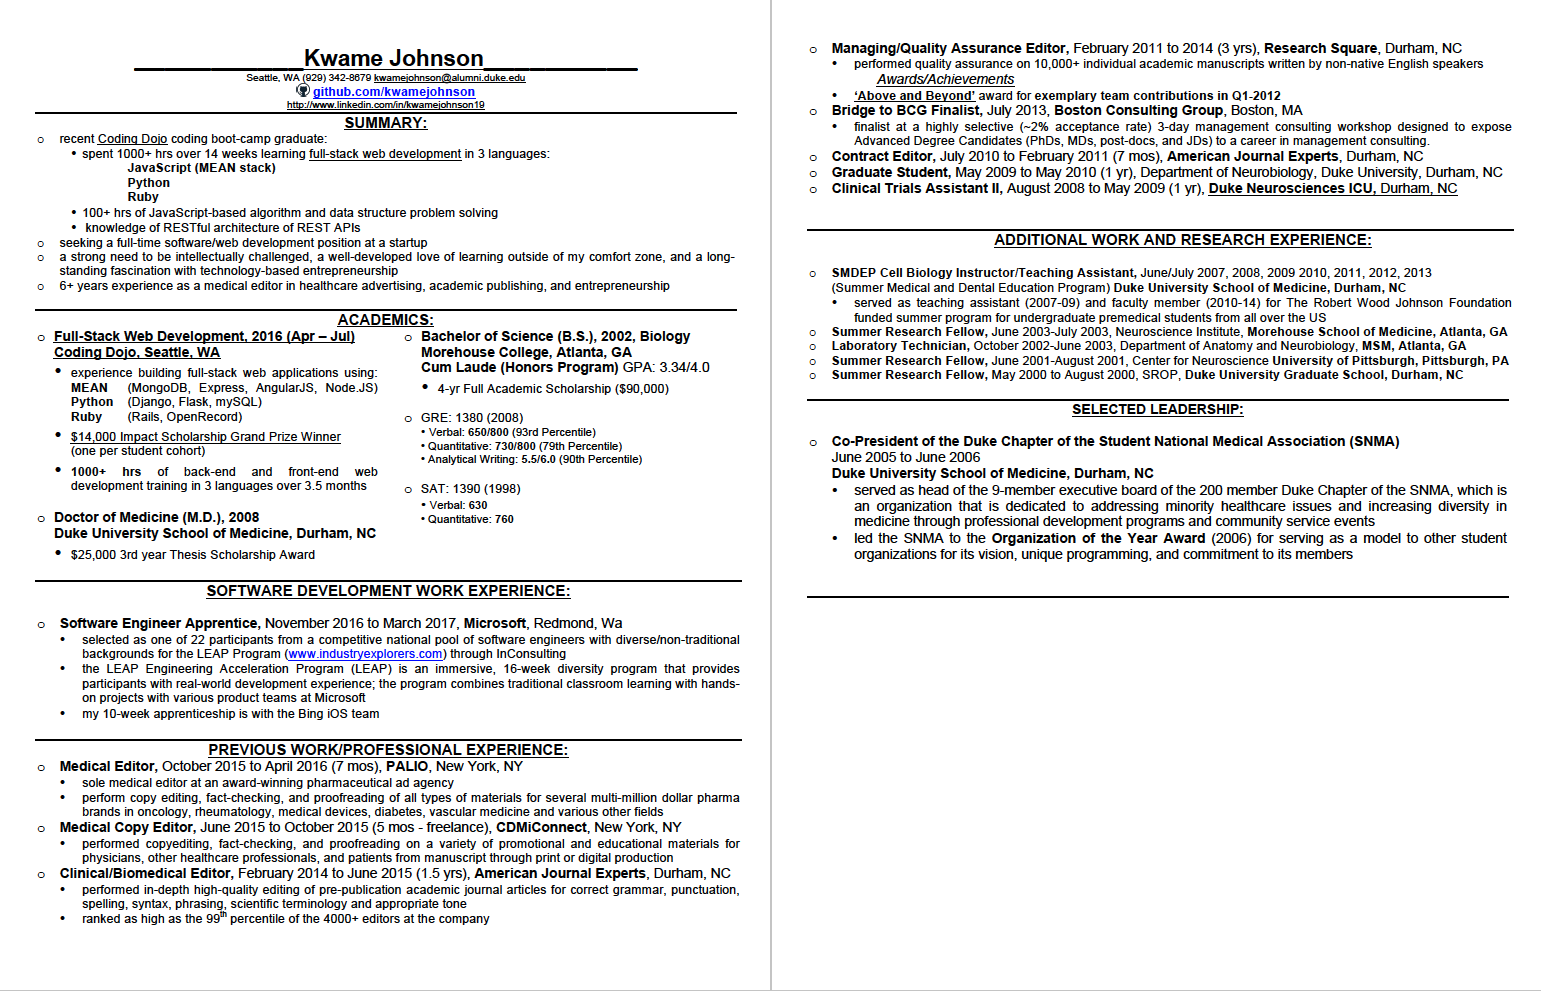 Kwame Johnson
Seattle, WA (929) 342-8679 kwamejohnson@alumni.duke.edu
github.com/kwamejohnson
http://www.linkedin.com/in/kwamejohnson19
SUMMARY:
o recent Coding Dojo coding boot-camp graduate:
• spent 1000+ hrs over 14 weeks learning full-stack web development in 3 languages:
JavaScript (MEAN stack)
Python
Ruby
• 100+ hrs of JavaScript-based algorithm and data structure problem solving
• knowledge of RESTful architecture of REST APIs
o seeking a full-time software/web development position at a startup
o a strong need to be intellectually challenged, a well-developed love of learning outside of my comfort zone, and a long-
standing fascination with technology-based entrepreneurship
o 6+ years experience as a medical editor in healthcare advertising, academic publishing, and entrepreneurship
ACADEMICS:
o Full-Stack Web Development, 2016 (Apr – Jul)
Coding Dojo, Seattle, WA
• experience building full-stack web applications using:
MEAN (MongoDB, Express, AngularJS, Node.JS)
Python (Django, Flask, mySQL)
Ruby (Rails, OpenRecord)
• $14,000 Impact Scholarship Grand Prize Winner
(one per student cohort)
• 1000+ hrs of back-end and front-end web
development training in 3 languages over 3.5 months
o Doctor of Medicine (M.D.), 2008
Duke University School of Medicine, Durham, NC
• $25,000 3rd year Thesis Scholarship Award
o Bachelor of Science (B.S.), 2002, Biology
Morehouse College, Atlanta, GA
Cum Laude (Honors Program) GPA: 3.34/4.0
• 4-yr Full Academic Scholarship ($90,000)
o GRE: 1380 (2008)
• Verbal: 650/800 (93rd Percentile)
• Quantitative: 730/800 (79th Percentile)
• Analytical Writing: 5.5/6.0 (90th Percentile)
o SAT: 1390 (1998)
• Verbal: 630
• Quantitative: 760
SOFTWARE DEVELOPMENT WORK EXPERIENCE:
o Software Engineer Apprentice, November 2016 to March 2017, Microsoft, Redmond, Wa
• selected as one of 22 participants from a competitive national pool of software engineers with diverse/non-traditional
backgrounds for the LEAP Program (www.industryexplorers.com) through InConsulting
• the LEAP Engineering Acceleration Program (LEAP) is an immersive, 16-week diversity program that provides
participants with real-world development experience; the program combines traditional classroom learning with hands-
on projects with various product teams at Microsoft
• my 10-week apprenticeship is with the Bing iOS team
PREVIOUS WORK/PROFESSIONAL EXPERIENCE:
o Medical Editor, October 2015 to April 2016 (7 mos), PALIO, New York, NY
• sole medical editor at an award-winning pharmaceutical ad agency
• perform copy editing, fact-checking, and proofreading of all types of materials for several multi-million dollar pharma
brands in oncology, rheumatology, medical devices, diabetes, vascular medicine and various other fields
o Medical Copy Editor, June 2015 to October 2015 (5 mos - freelance), CDMiConnect, New York, NY
• performed copyediting, fact-checking, and proofreading on a variety of promotional and educational materials for
physicians, other healthcare professionals, and patients from manuscript through print or digital production
o Clinical/Biomedical Editor, February 2014 to June 2015 (1.5 yrs), American Journal Experts, Durham, NC
• performed in-depth high-quality editing of pre-publication academic journal articles for correct grammar, punctuation,
spelling, syntax, phrasing, scientific terminology and appropriate tone
• ranked as high as the 99th percentile of the 4000+ editors at the company
o Managing/Quality Assurance Editor, February 2011 to 2014 (3 yrs), Research Square, Durham, NC
• performed quality assurance on 10,000+ individual academic manuscripts written by non-native English speakers
Awards/Achievements
• ‘Above and Beyond’ award for exemplary team contributions in Q1-2012
o Bridge to BCG Finalist, July 2013, Boston Consulting Group, Boston, MA
• finalist at a highly selective (~2% acceptance rate) 3-day management consulting workshop designed to expose
Advanced Degree Candidates (PhDs, MDs, post-docs, and JDs) to a career in management consulting.
o Contract Editor, July 2010 to February 2011 (7 mos), American Journal Experts, Durham, NC
o Graduate Student, May 2009 to May 2010 (1 yr), Department of Neurobiology, Duke University, Durham, NC
o Clinical Trials Assistant II, August 2008 to May 2009 (1 yr), Duke Neurosciences ICU, Durham, NC
ADDITIONAL WORK AND RESEARCH EXPERIENCE:
o SMDEP Cell Biology Instructor/Teaching Assistant, June/July 2007, 2008, 2009 2010, 2011, 2012, 2013
(Summer Medical and Dental Education Program) Duke University School of Medicine, Durham, NC
• served as teaching assistant (2007-09) and faculty member (2010-14) for The Robert Wood Johnson Foundation
funded summer program for undergraduate premedical students from all over the US
o Summer Research Fellow, June 2003-July 2003, Neuroscience Institute, Morehouse School of Medicine, Atlanta, GA
o Laboratory Technician, October 2002-June 2003, Department of Anatomy and Neurobiology, MSM, Atlanta, GA
o Summer Research Fellow, June 2001-August 2001, Center for Neuroscience University of Pittsburgh, Pittsburgh, PA
o Summer Research Fellow, May 2000 to August 2000, SROP, Duke University Graduate School, Durham, NC
SELECTED LEADERSHIP:
o Co-President of the Duke Chapter of the Student National Medical Association (SNMA)
June 2005 to June 2006
Duke University School of Medicine, Durham, NC
• served as head of the 9-member executive board of the 200 member Duke Chapter of the SNMA, which is
an organization that is dedicated to addressing minority healthcare issues and increasing diversity in
medicine through professional development programs and community service events
• led the SNMA to the Organization of the Year Award (2006) for serving as a model to other student
organizations for its vision, unique programming, and commitment to its members